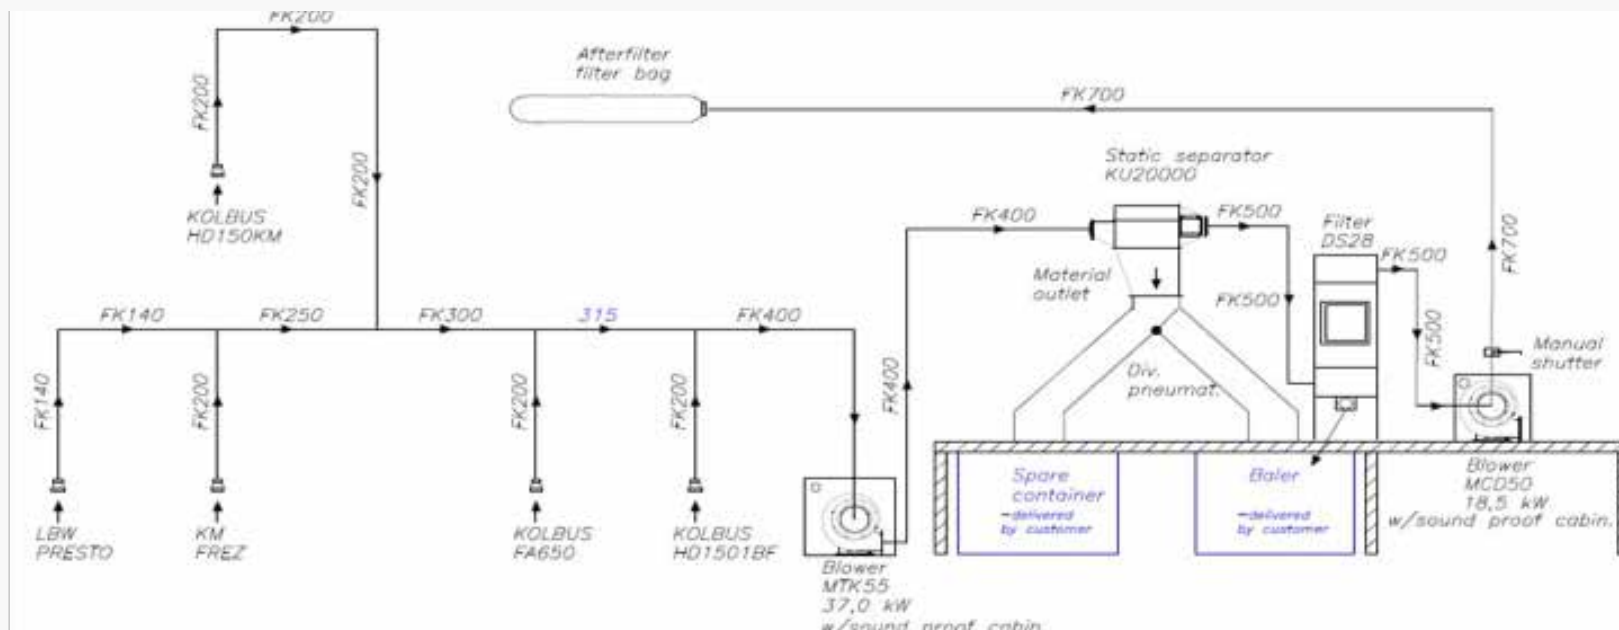 FK200
FK200
FK200
KOLBUS
HD150KM
Afterfilter
filter bag
FK700
Static separator
KU20000
FK400
FK500
Filter
DS28
FK500
FK700
Material
outlet
FK500
FK500
Manual
shutter
FK140
FK250
FK300
315
FK400
Div.
pneumat.
FK140
FK200
FK200
FK200
FK400
LBW
PRESTO
KM
FREZ
KOLBUS
FA650
KOLBUS
HD1501BF
Spare
container
-delivered
by customer
Baler
-delivered
by customer
Blower
MCD50
18,5 kW
w/sound proof cabin.
Blower
MTK55
37,0 kW
w/sound proof cabin